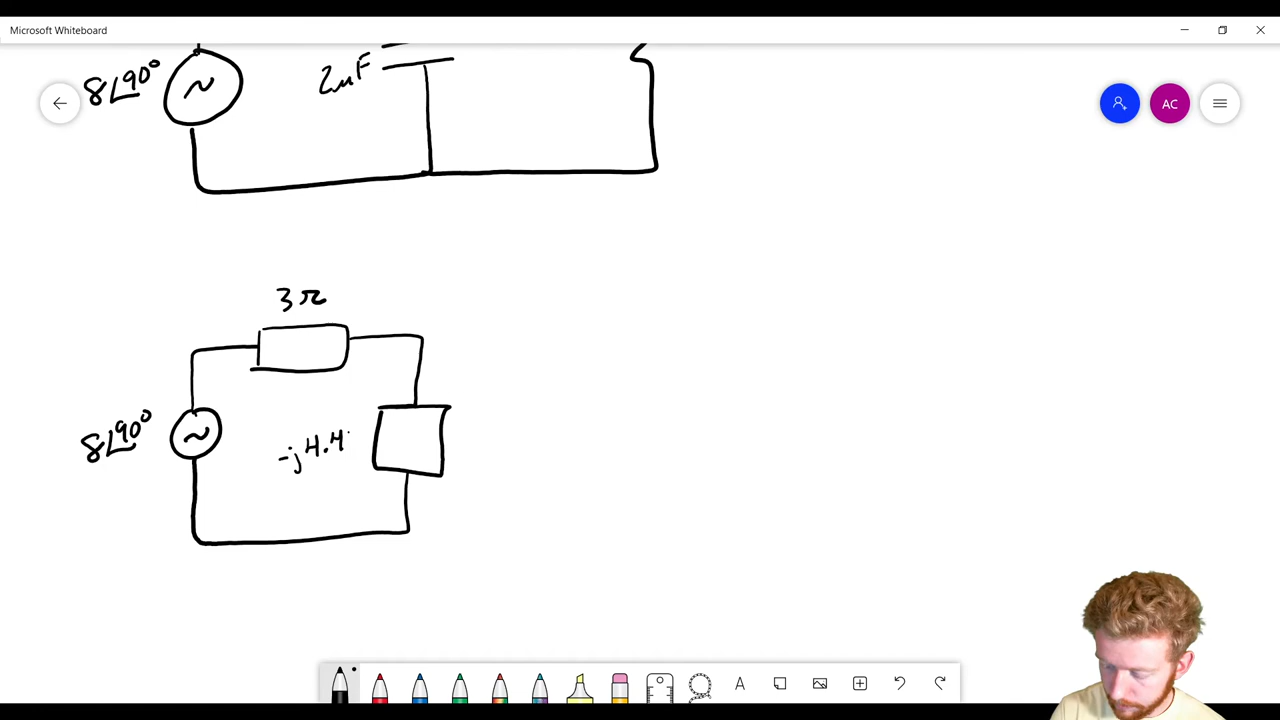 Microsoft Whiteboard
8∠90°
~
2uF
AC
3Ω
8∠90°
~
-j4.4
A